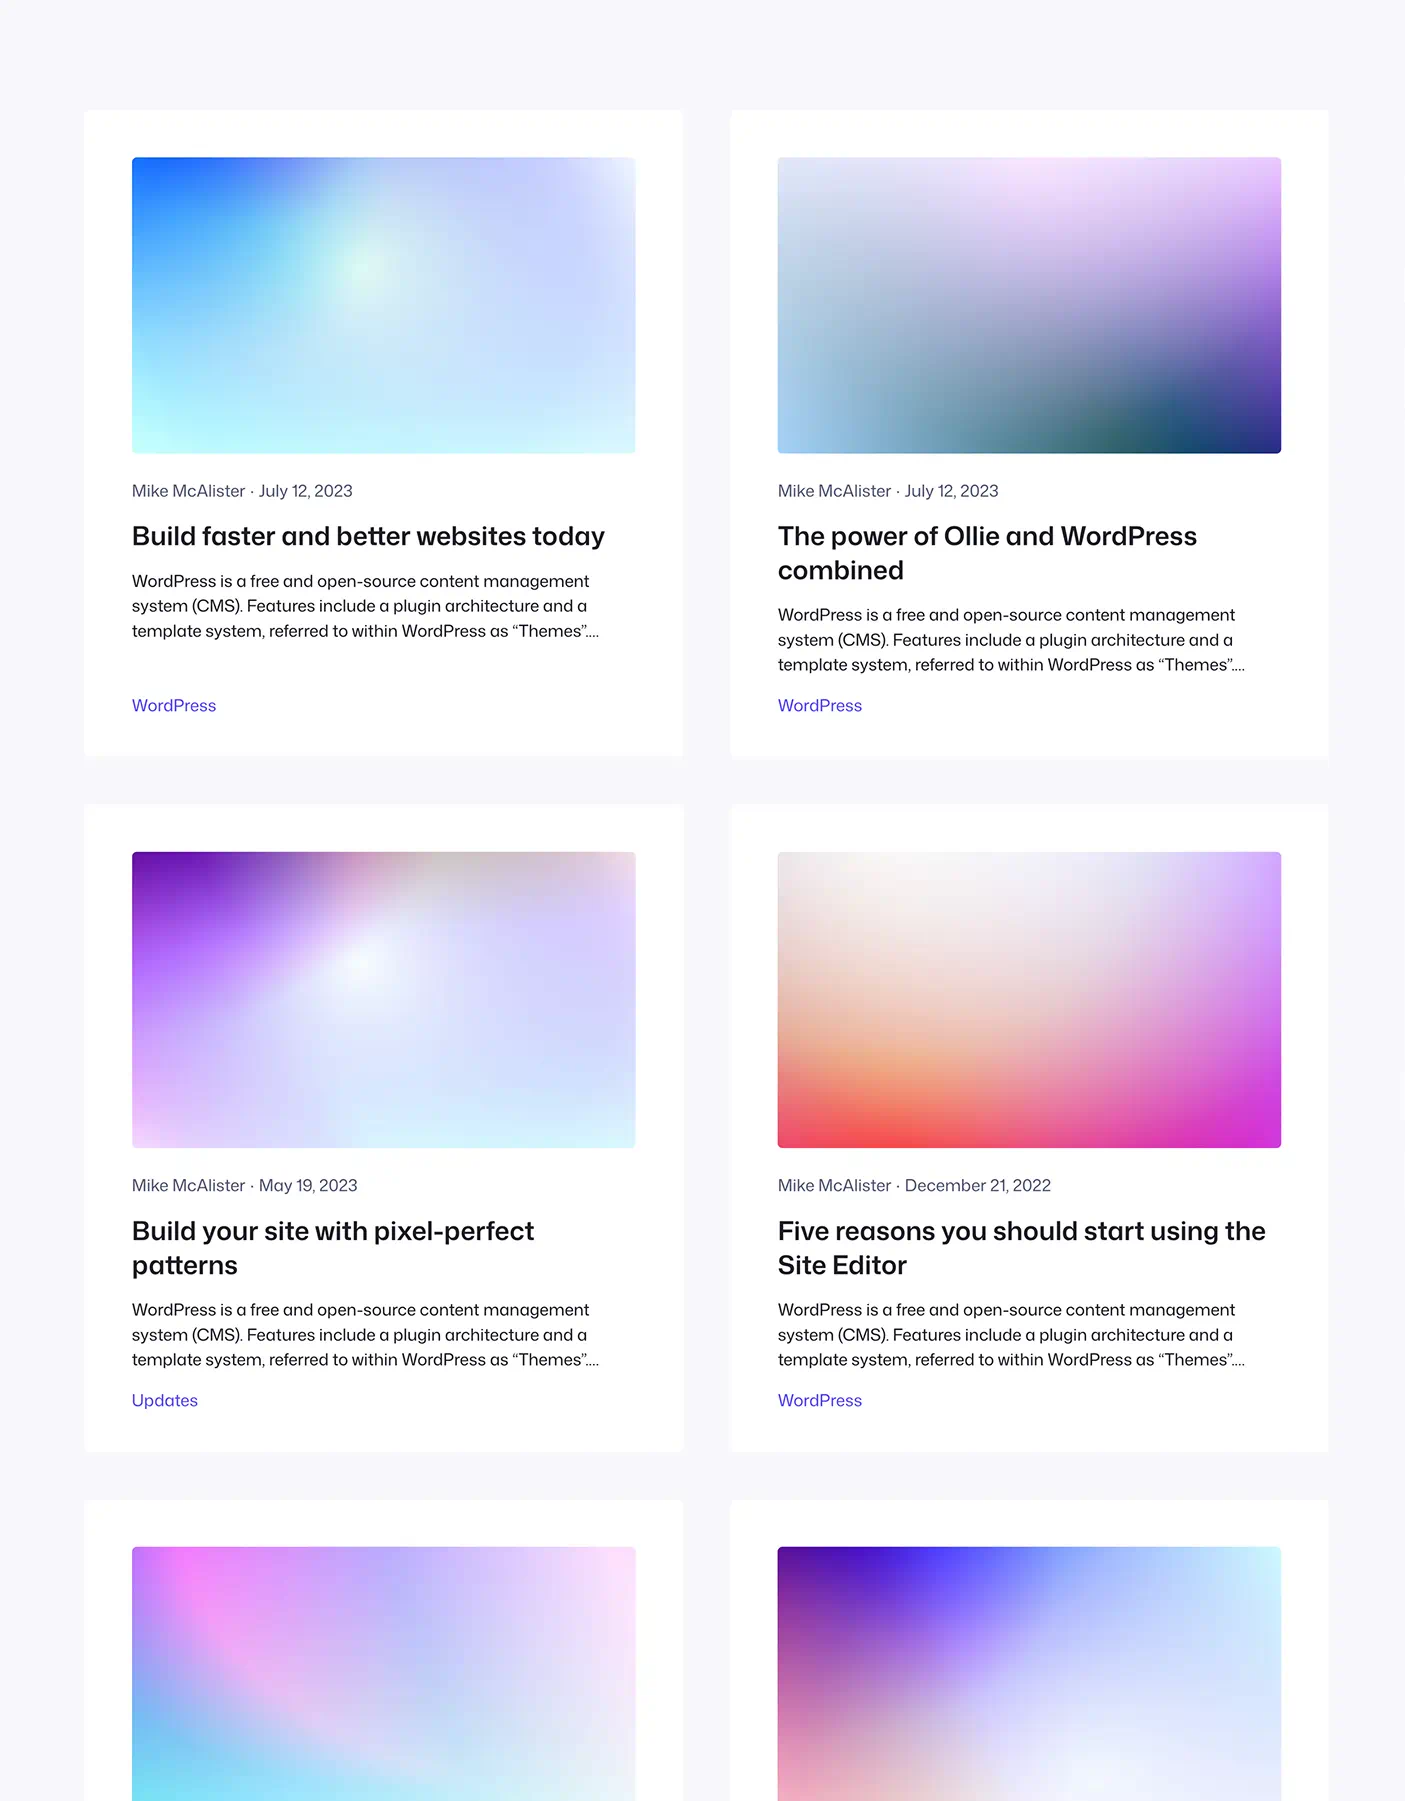 Mike McAlister · July 12, 2023
Build faster and better websites today
WordPress is a free and open-source content management
system (CMS). Features include a plugin architecture and a
template system, referred to within WordPress as “Themes”.…
WordPress
Mike McAlister · July 12, 2023
The power of Ollie and WordPress
combined
WordPress is a free and open-source content management
system (CMS). Features include a plugin architecture and a
template system, referred to within WordPress as “Themes”.…
WordPress
Mike McAlister · May 19, 2023
Build your site with pixel-perfect
patterns
WordPress is a free and open-source content management
system (CMS). Features include a plugin architecture and a
template system, referred to within WordPress as “Themes”.…
Updates
Mike McAlister · December 21, 2022
Five reasons you should start using the
Site Editor
WordPress is a free and open-source content management
system (CMS). Features include a plugin architecture and a
template system, referred to within WordPress as “Themes”.…
WordPress